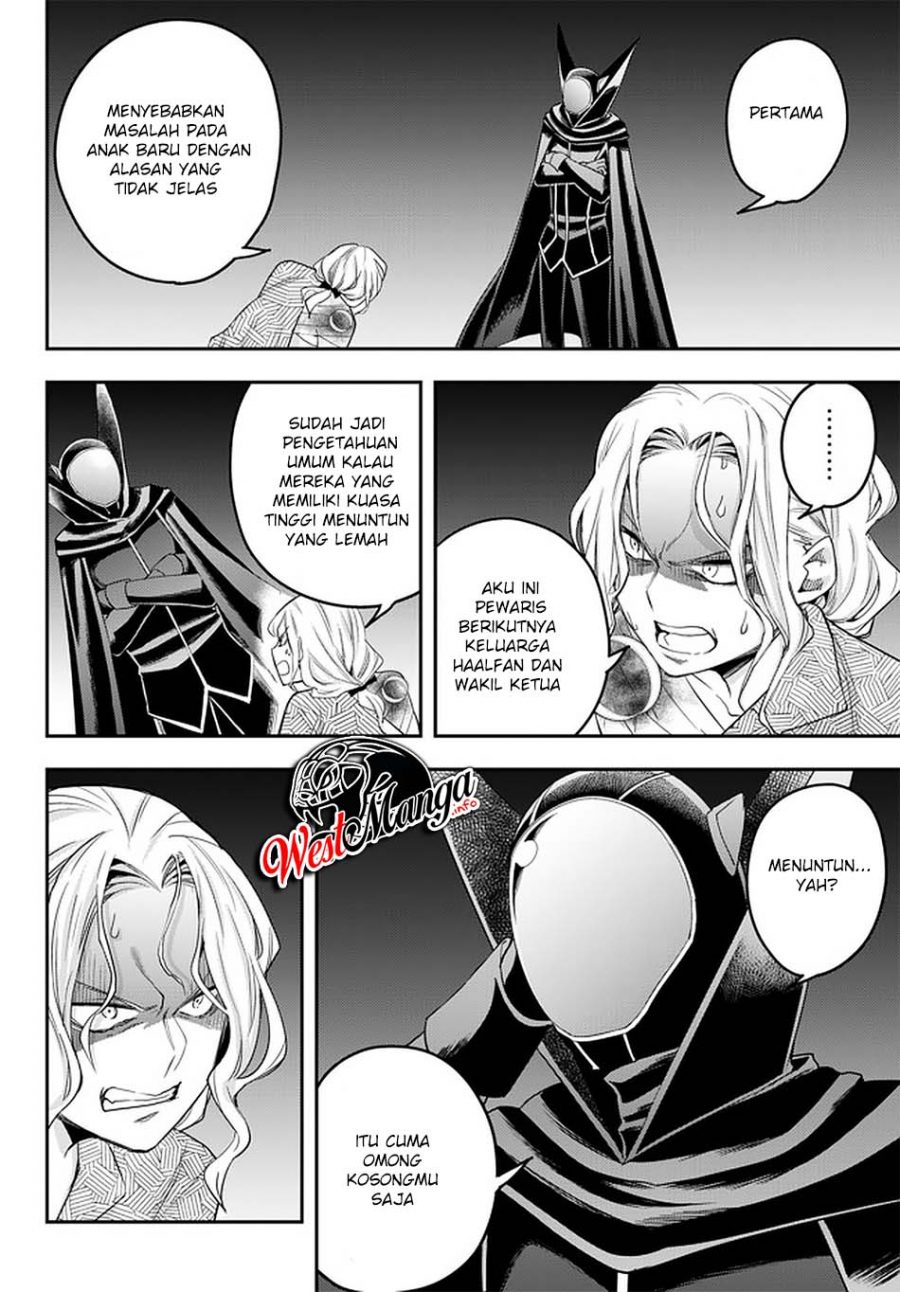 PERTAMA
MENYEBABKAN
MASALAH PADA
ANAK BARU DENGAN
ALASAN YANG
TIDAK JELAS
.........
AKU INI
PEWARIS
BERIKUTNYA
KELUARGA
HAALFAN DAN
WAKIL KETUA
SUDAH JADI
PENGETAHUAN
UMUM KALAU
MEREKA YANG
MEMILIKI KUASA
TINGGI MENUNTUN
YANG LEMAH
MENUNTUN...
YAH?
ITU CUMA
OMONG
KOSONGMU
SAJA
WestManga
.info